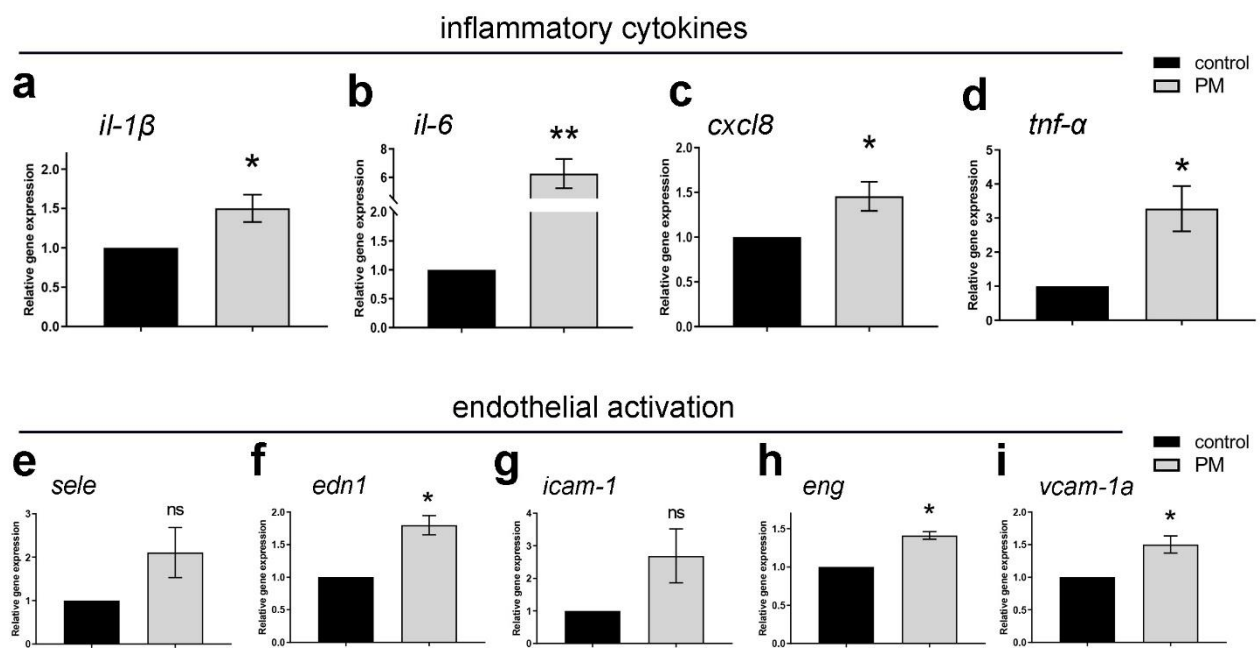 inflammatory cytokines
control
PM
a
il-1β
Relative gene expression
2.0
1.5
1.0
0.5
0.0
*
b
il-6
Relative gene expression
8
6
4
2.0
1.5
1.0
0.5
0.0
**
c
cxcl8
Relative gene expression
2.0
1.5
1.0
0.5
0.0
*
d
tnf-α
Relative gene expression
5
4
3
2
1
0
*
endothelial activation
control
PM
e
sele
Relative gene expression
3
2
1
0
ns
f
edn1
Relative gene expression
2.0
1.5
1.0
0.5
0.0
*
g
icam-1
Relative gene expression
4
3
2
1
0
ns
h
eng
Relative gene expression
1.5
1.0
0.5
0.0
*
i
vcam-1a
Relative gene expression
2.0
1.5
1.0
0.5
0.0
*